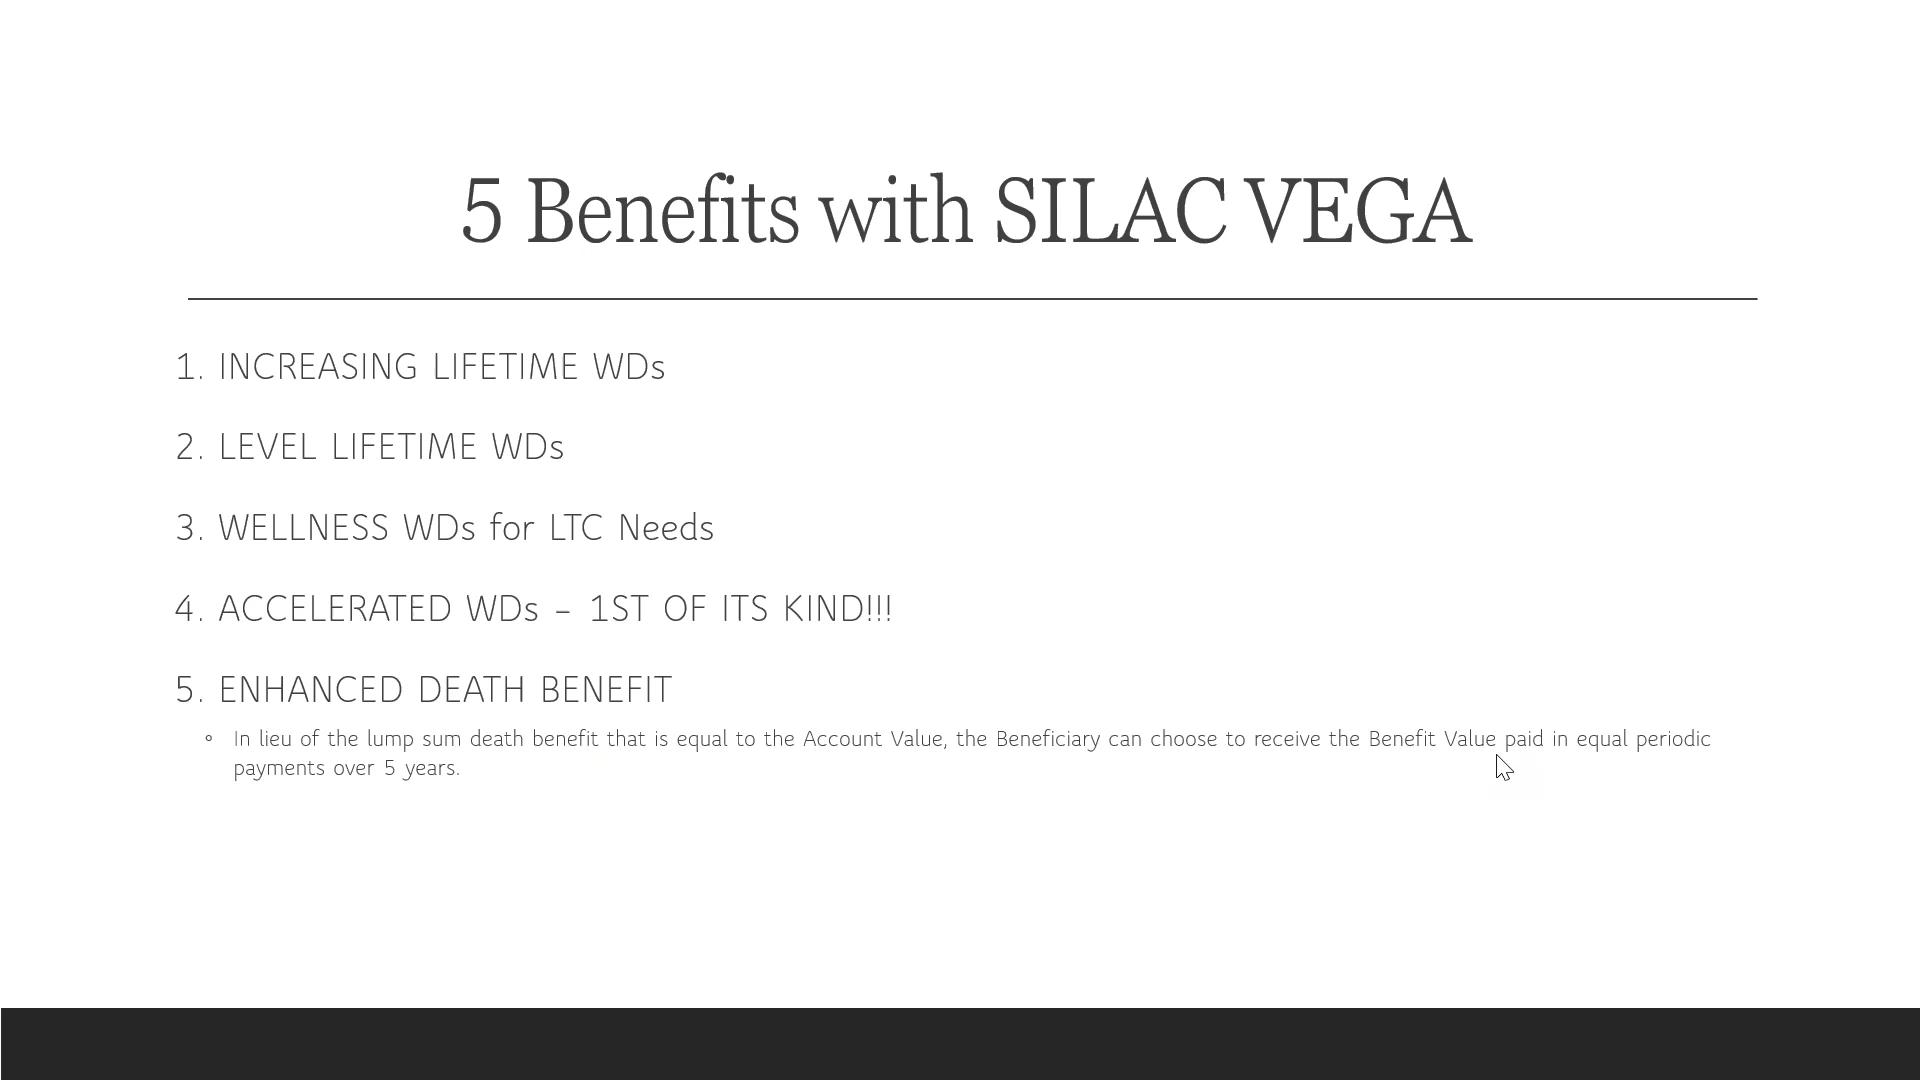 5 Benefits with SILAC VEGA
1. INCREASING LIFETIME WDs
2. LEVEL LIFETIME WDs
3. WELLNESS WDs for LTC Needs
4. ACCELERATED WDs – 1ST OF ITS KIND!!!
5. ENHANCED DEATH BENEFIT
◦ In lieu of the lump sum death benefit that is equal to the Account Value, the Beneficiary can choose to receive the Benefit Value paid in equal periodic
payments over 5 years.